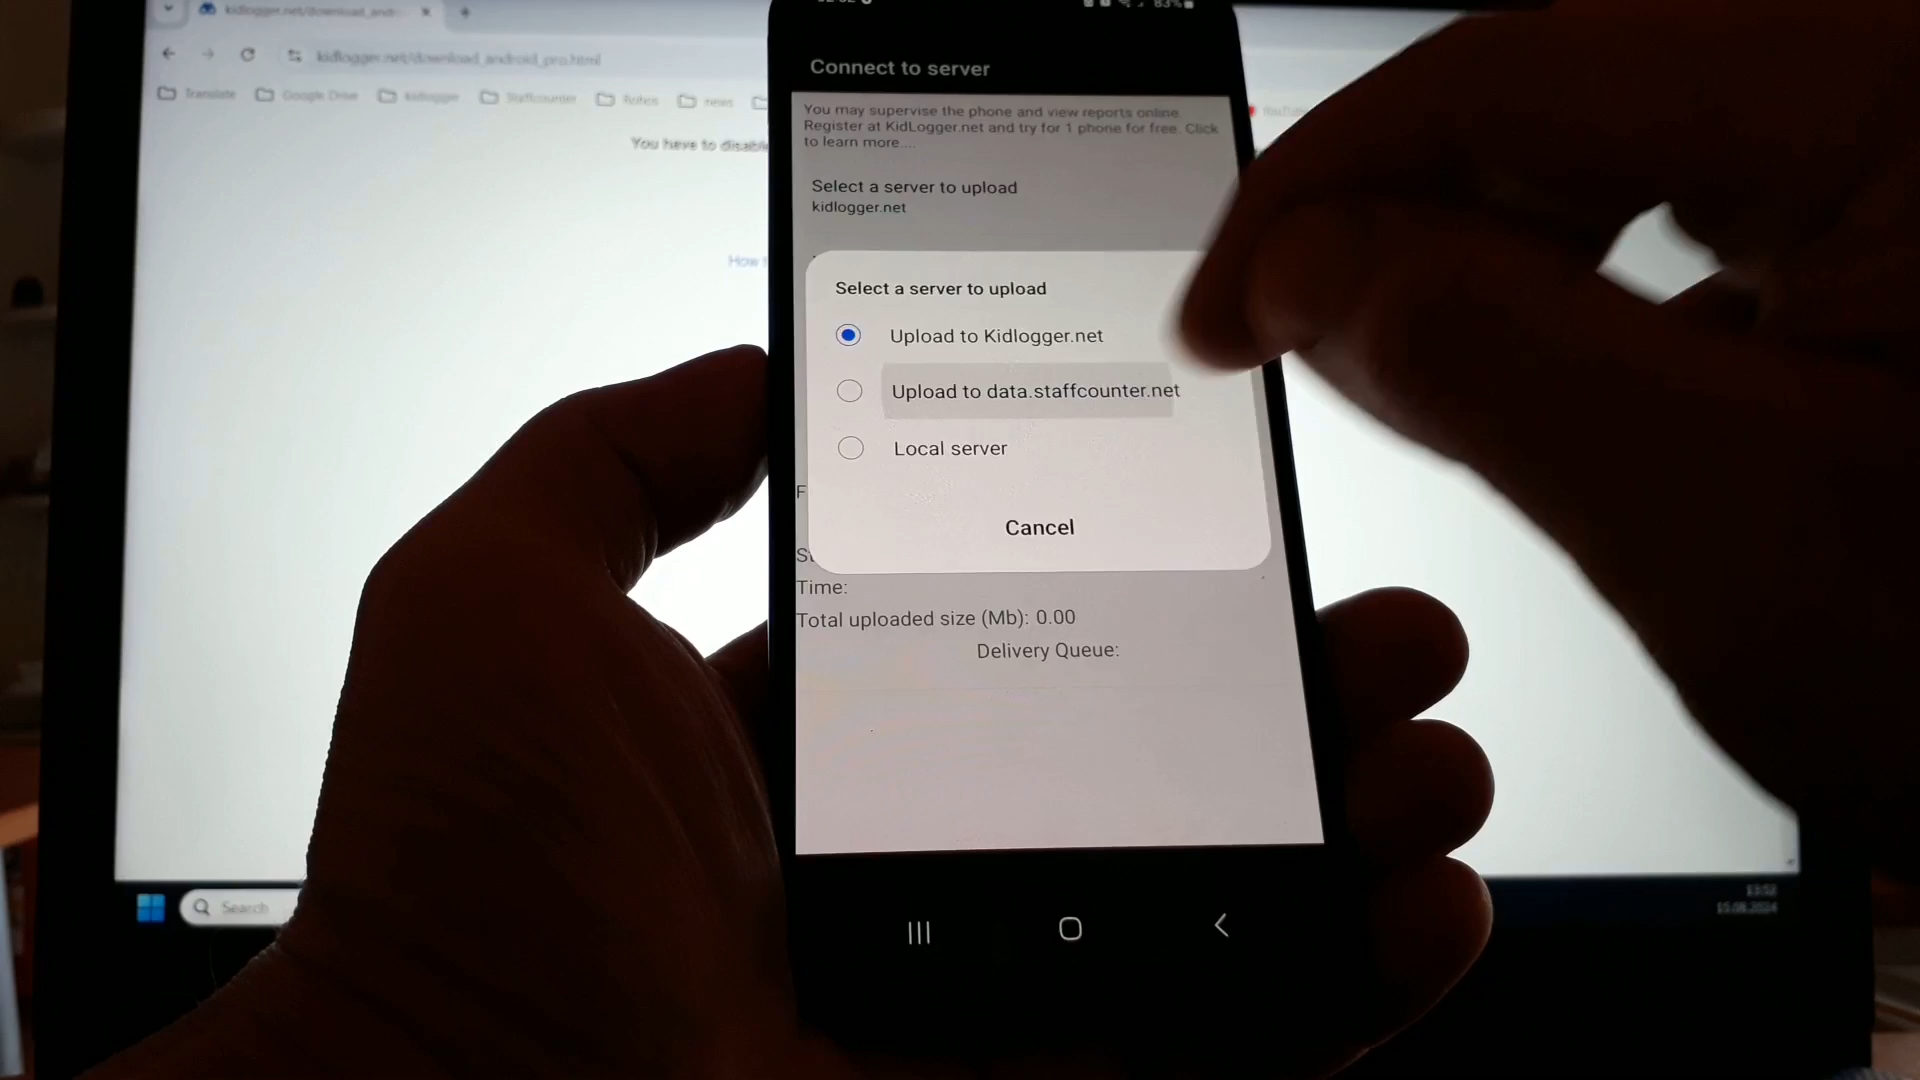 kidlogger.net/download_andr
kidlogger.net/download_android_pro.html
Translate
Google Drive
kidlogger
Staffcounter
Rohos
news
You have to disable
How
83%
Connect to server
You may supervise the phone and view reports online.
Register at KidLogger.net and try for 1 phone for free. Click
to learn more....
Select a server to upload
kidlogger.net
Select a server to upload
Upload to Kidlogger.net
Upload to data.staffcounter.net
Local server
Cancel
F
St
Time:
Total uploaded size (Mb): 0.00
Delivery Queue:
Search
13:52
15.08.2024